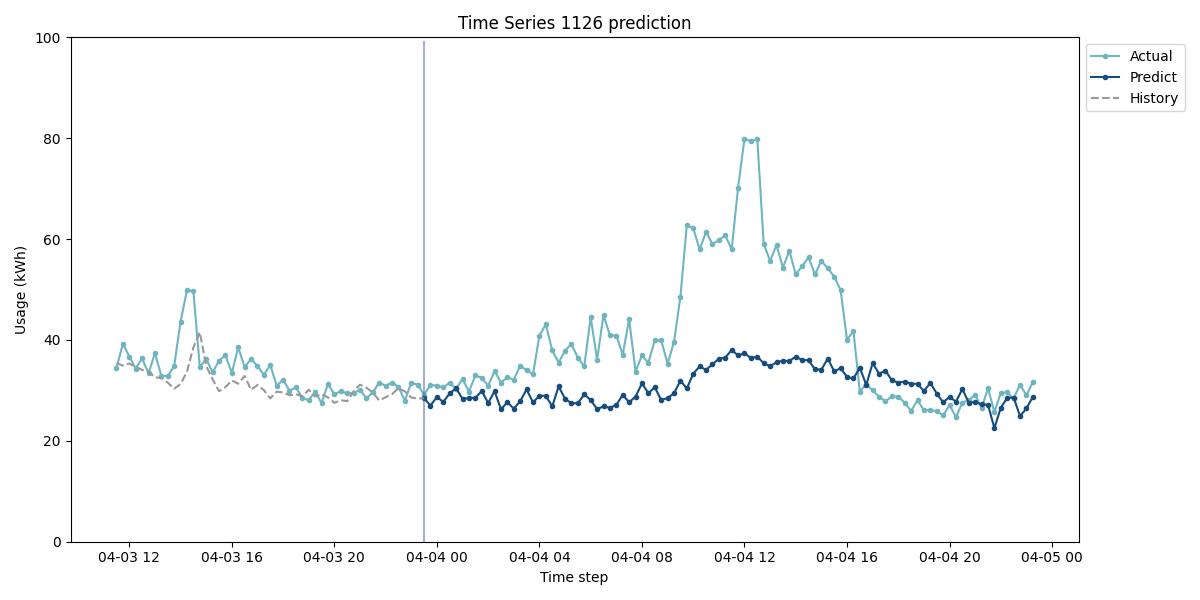 Time Series 1126 prediction
100
80
60
40
20
0
Usage (kWh)
04-03 12
04-03 16
04-03 20
04-04 00
04-04 04
04-04 08
04-04 12
04-04 16
04-04 20
04-05 00
Time step
Actual
Predict
History